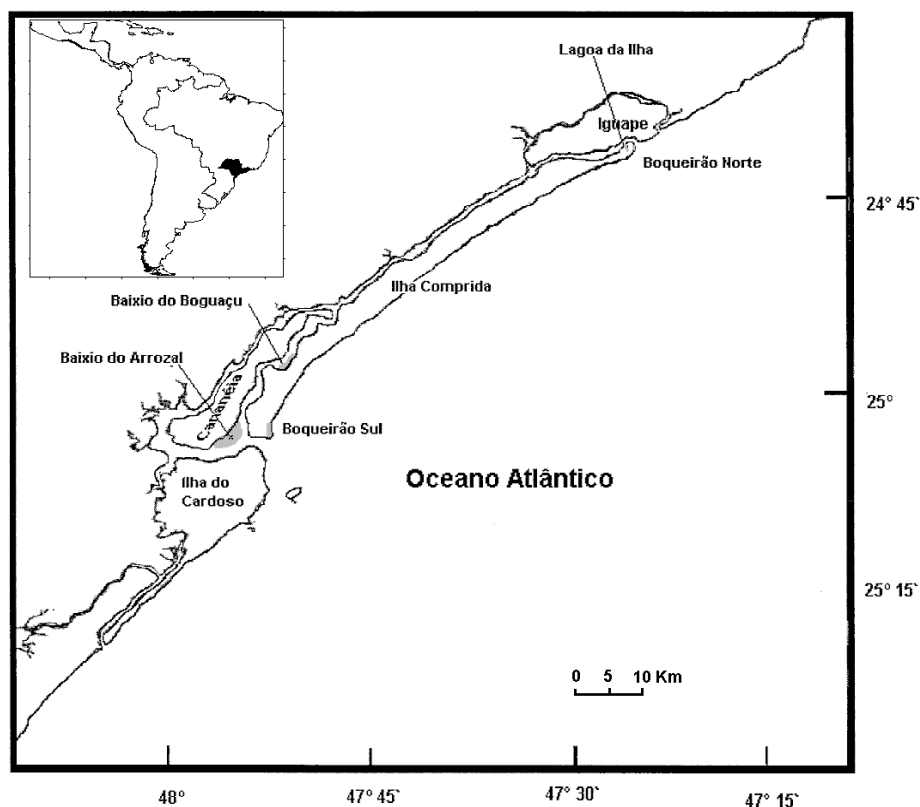 Lagoa da Ilha
Iguape
Boqueirão Norte
24° 45`
Ilha Comprida
Baixio do Boguaçu
Baixio do Arrozal
Cananéia
25°
Boqueirão Sul
Oceano Atlântico
Ilha do
Cardoso
25° 15`
0 5 10 Km
48° 47° 45` 47° 30` 47° 15`